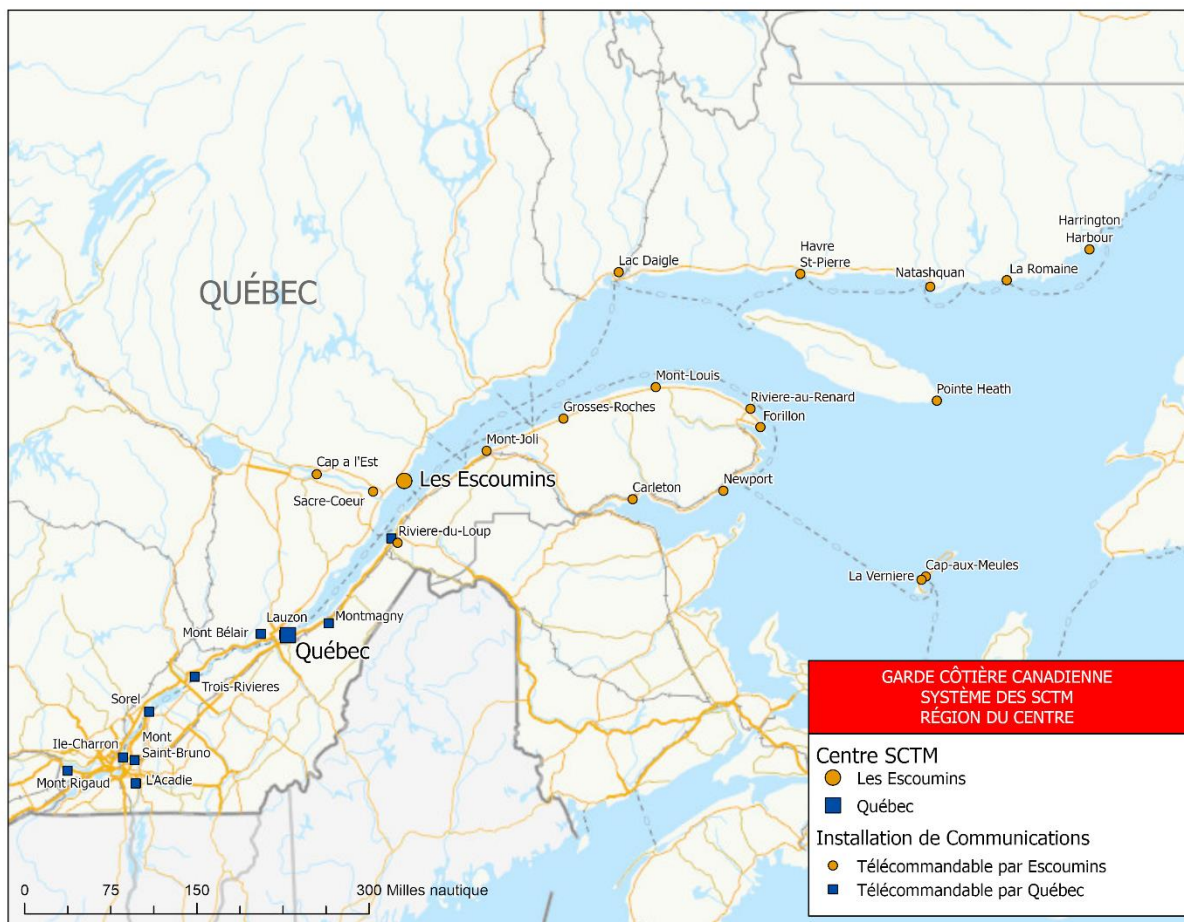 Harrington
Harbour
Havre
St-Pierre
Lac Daigle
La Romaine
Natashquan
QUÉBEC
Mont-Louis
Pointe Heath
Riviere-au-Renard
Grosses-Roches
Forillon
Mont-Joli
Cap a l'Est
Les Escoumins
Newport
Carleton
Sacre-Coeur
Riviere-du-Loup
Cap-aux-Meules
La Verniere
Lauzon
Montmagny
Mont Bélair
Québec
Trois-Rivieres
Sorel
Ile-Charron
Mont
Saint-Bruno
Mont Rigaud
L'Acadie
0 75 150 300 Milles nautique
GARDE CÔTIÈRE CANADIENNE
SYSTÈME DES SCTM
RÉGION DU CENTRE
Centre SCTM
Les Escoumins
Québec
Installation de Communications
Télécommandable par Escoumins
Télécommandable par Québec